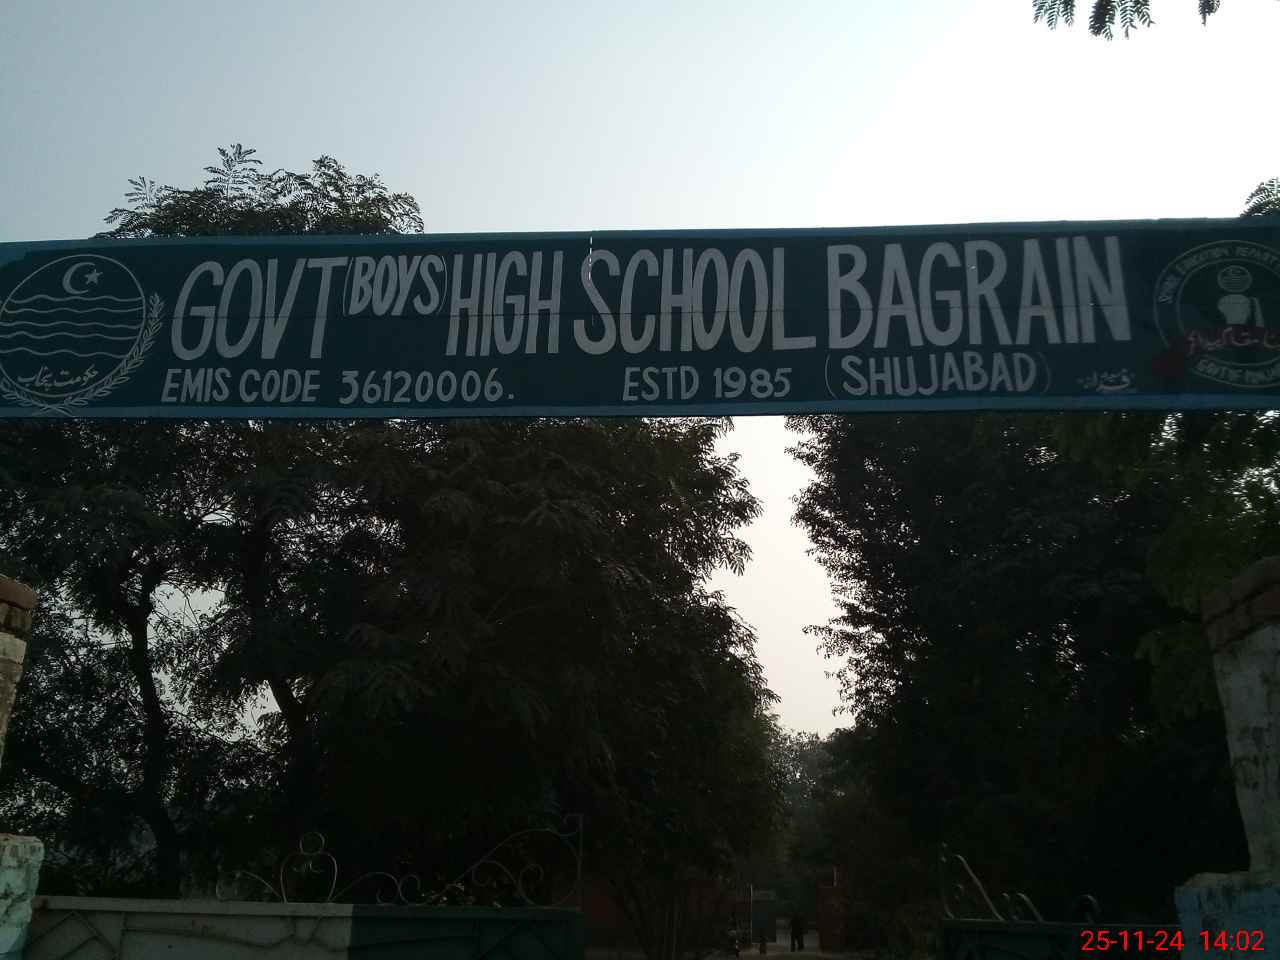 حکومت پنجاب
GOVT (BOYS) HIGH SCHOOL BAGRAIN
EMIS CODE 36120006. ESTD 1985 (SHUJABAD)
25-11-24 14:02